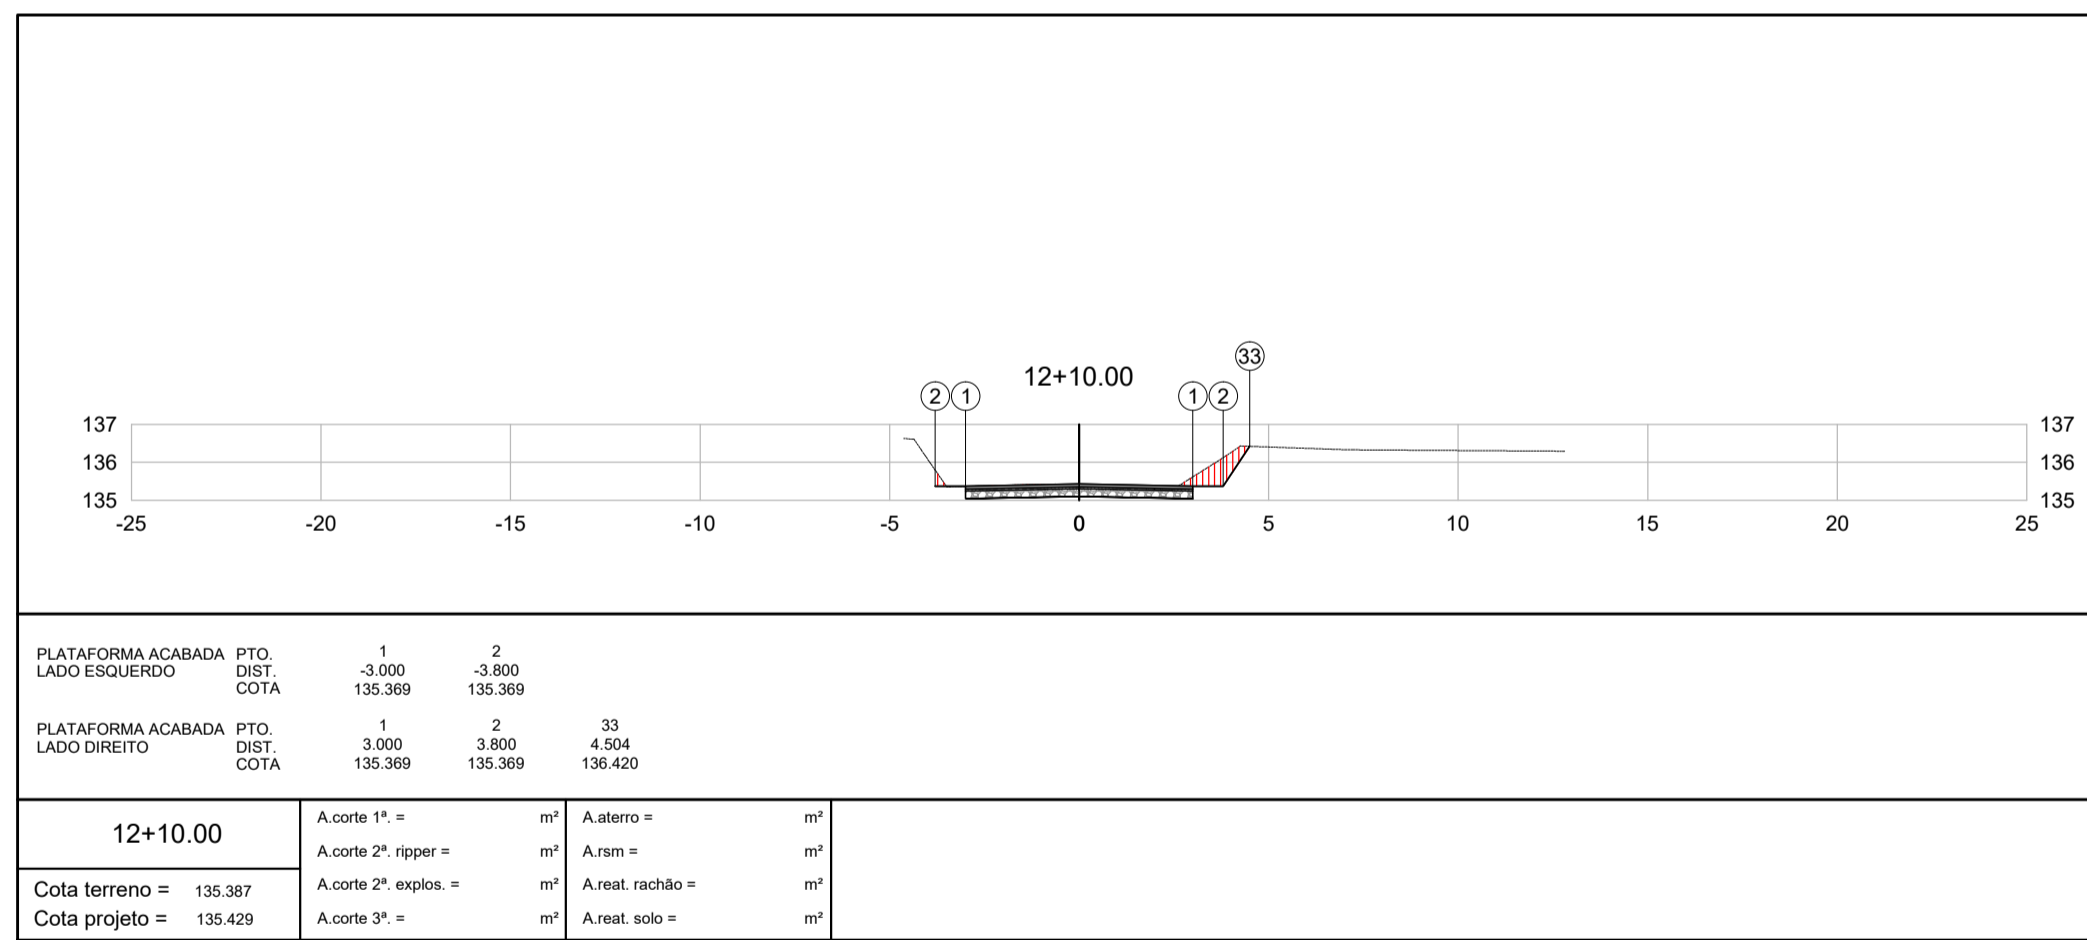 33
12+10.00
2 1 1 2
137 137
136 136
135 135
-25 -20 -15 -10 -5 0 5 10 15 20 25
PLATAFORMA ACABADA PTO. 1 2
LADO ESQUERDO DIST. -3.000 -3.800
COTA 135.369 135.369
PLATAFORMA ACABADA PTO. 1 2 33
LADO DIREITO DIST. 3.000 3.800 4.504
COTA 135.369 135.369 136.420
12+10.00
Cota terreno = 135.387
Cota projeto = 135.429
A.corte 1ª. = m²
A.corte 2ª. ripper = m²
A.corte 2ª. explos. = m²
A.corte 3ª. = m²
A.aterro = m²
A.rsm = m²
A.reat. rachão = m²
A.reat. solo = m²